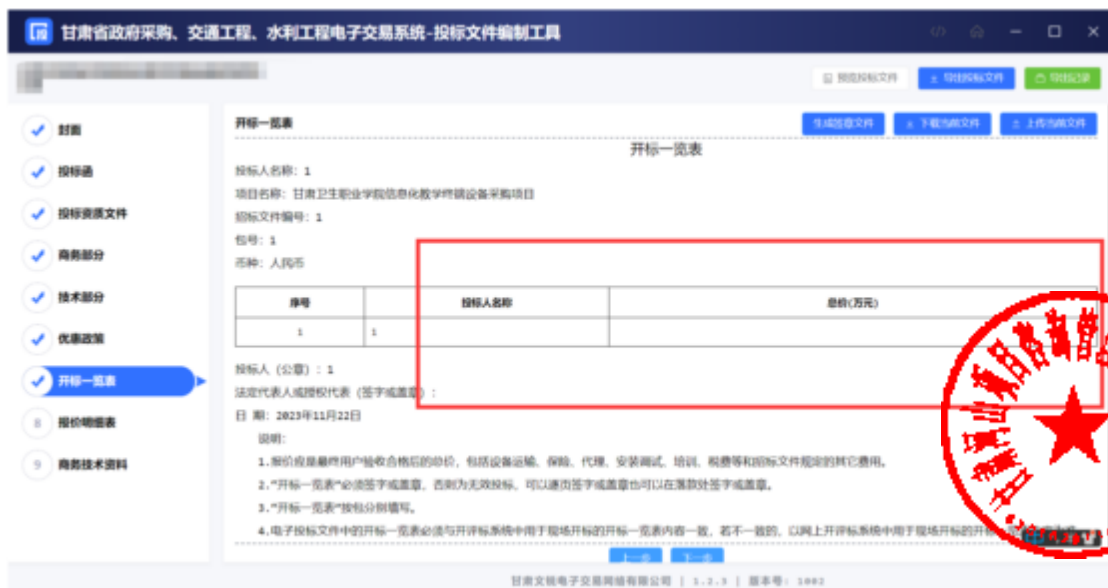 甘肃省政府采购、交通工程、水利工程电子交易系统-投标文件编制工具
预览投标文件 导出投标文件 导出记录
封面
投标函
投标资质文件
商务部分
技术部分
优惠政策
开标一览表
8 报价明细表
9 商务技术资料
开标一览表 生成签章文件 下载当前文件 上传当前文件
开标一览表
投标人名称: 1
项目名称: 甘肃卫生职业学院信息化教学终端设备采购项目
招标文件编号: 1
包号: 1
币种: 人民币
序号 投标人名称 总价(万元)
1 1
投标人 (公章) : 1
法定代表人或授权代表 (签字或盖章) :
日 期: 2023年11月22日
说明:
1.报价应是最终用户验收合格后的总价, 包括设备运输、保险、代理、安装调试、培训、税费等和招标文件规定的其它费用。
2."开标一览表"必须签字或盖章, 否则为无效投标, 可以逐页签字或盖章也可以在落款处签字或盖章。
3."开标一览表"按包分别填写。
4.电子投标文件中的开标一览表必须与开评标系统中用于现场开标的开标一览表内容一致, 若不一致的, 以网上开评标系统中用于现场开标的开
上一步 下一步
甘肃文锐电子交易网络有限公司 | 1.2.3 | 版本号: 1002